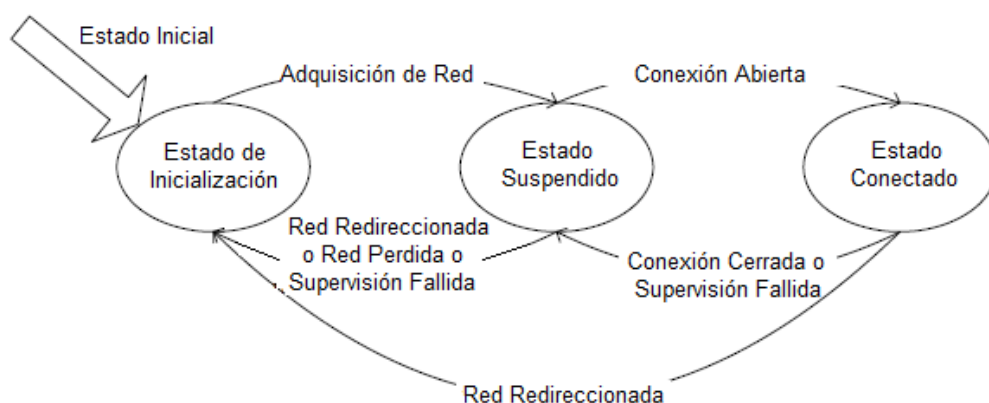 Estado Inicial
Adquisición de Red
Conexión Abierta
Estado de
Inicialización
Estado
Suspendido
Estado
Conectado
Red Redireccionada
o Red Perdida o
Supervisión Fallida
Conexión Cerrada o
Supervisión Fallida
Red Redireccionada